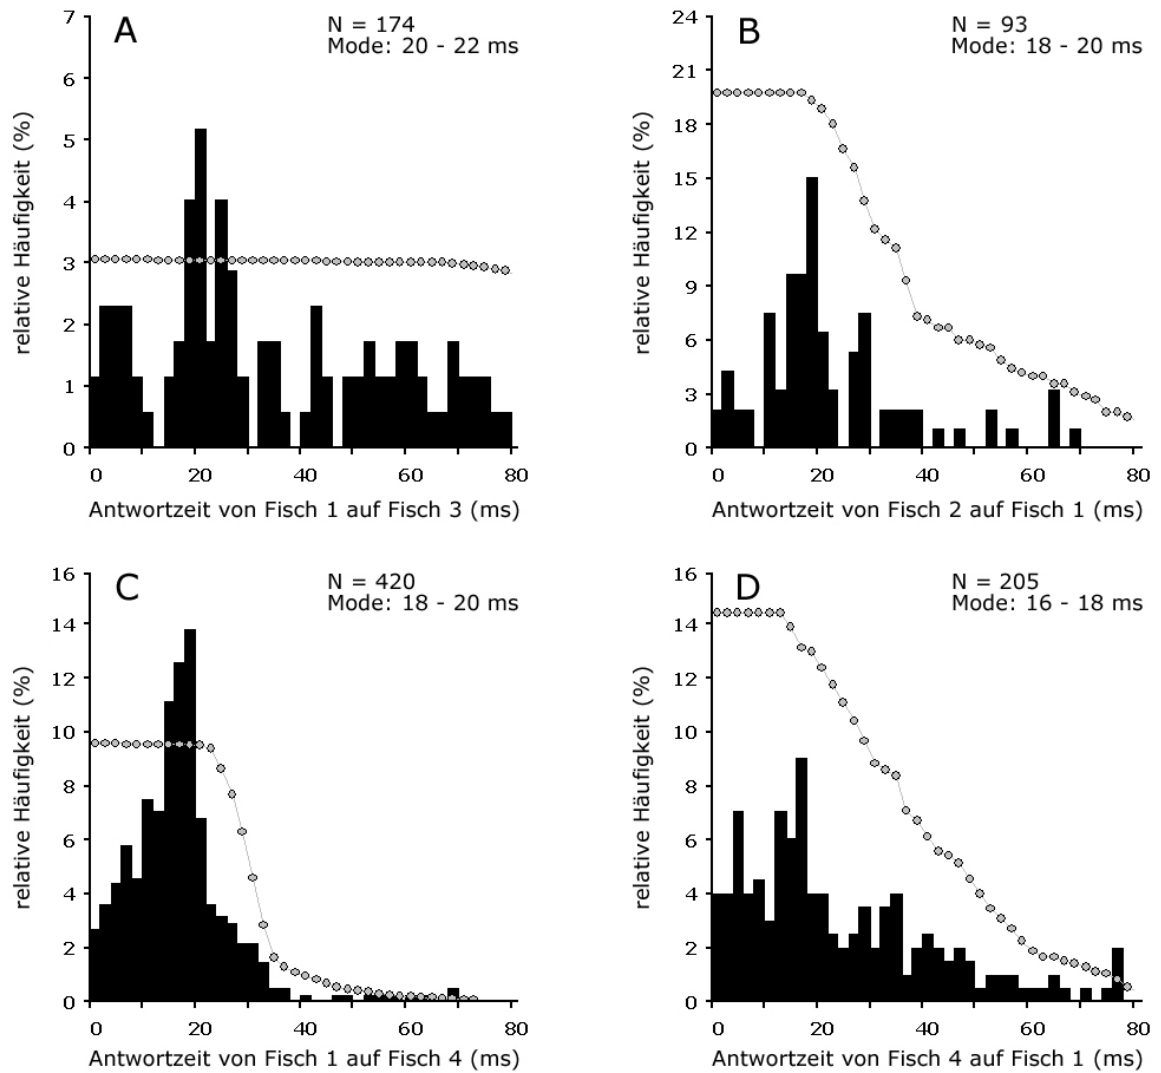 A
N = 174
Mode: 20 - 22 ms
relative Häufigkeit (%)
7
6
5
4
3
2
1
0
0 20 40 60 80
Antwortzeit von Fisch 1 auf Fisch 3 (ms)
B
N = 93
Mode: 18 - 20 ms
relative Häufigkeit (%)
24
21
18
15
12
9
6
3
0
0 20 40 60 80
Antwortzeit von Fisch 2 auf Fisch 1 (ms)
C
N = 420
Mode: 18 - 20 ms
relative Häufigkeit (%)
16
14
12
10
8
6
4
2
0
0 20 40 60 80
Antwortzeit von Fisch 1 auf Fisch 4 (ms)
D
N = 205
Mode: 16 - 18 ms
relative Häufigkeit (%)
16
14
12
10
8
6
4
2
0
0 20 40 60 80
Antwortzeit von Fisch 4 auf Fisch 1 (ms)